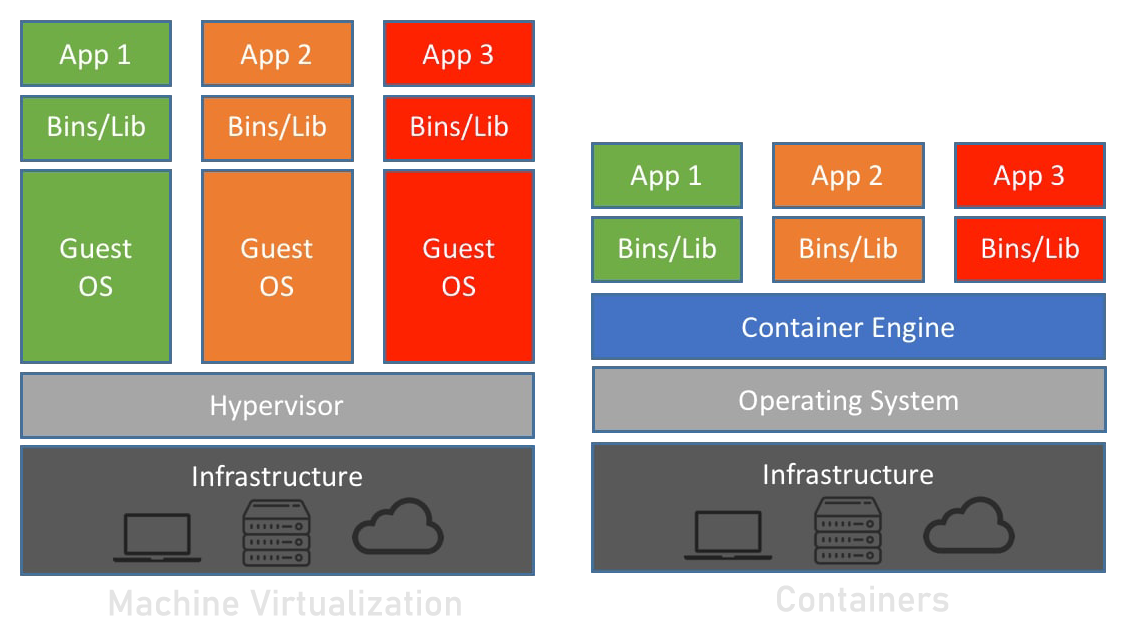 App 1
App 2
App 3
Bins/Lib
Bins/Lib
Bins/Lib
Guest
OS
Guest
OS
Guest
OS
Hypervisor
Infrastructure
Machine Virtualization
App 1
App 2
App 3
Bins/Lib
Bins/Lib
Bins/Lib
Container Engine
Operating System
Infrastructure
Containers